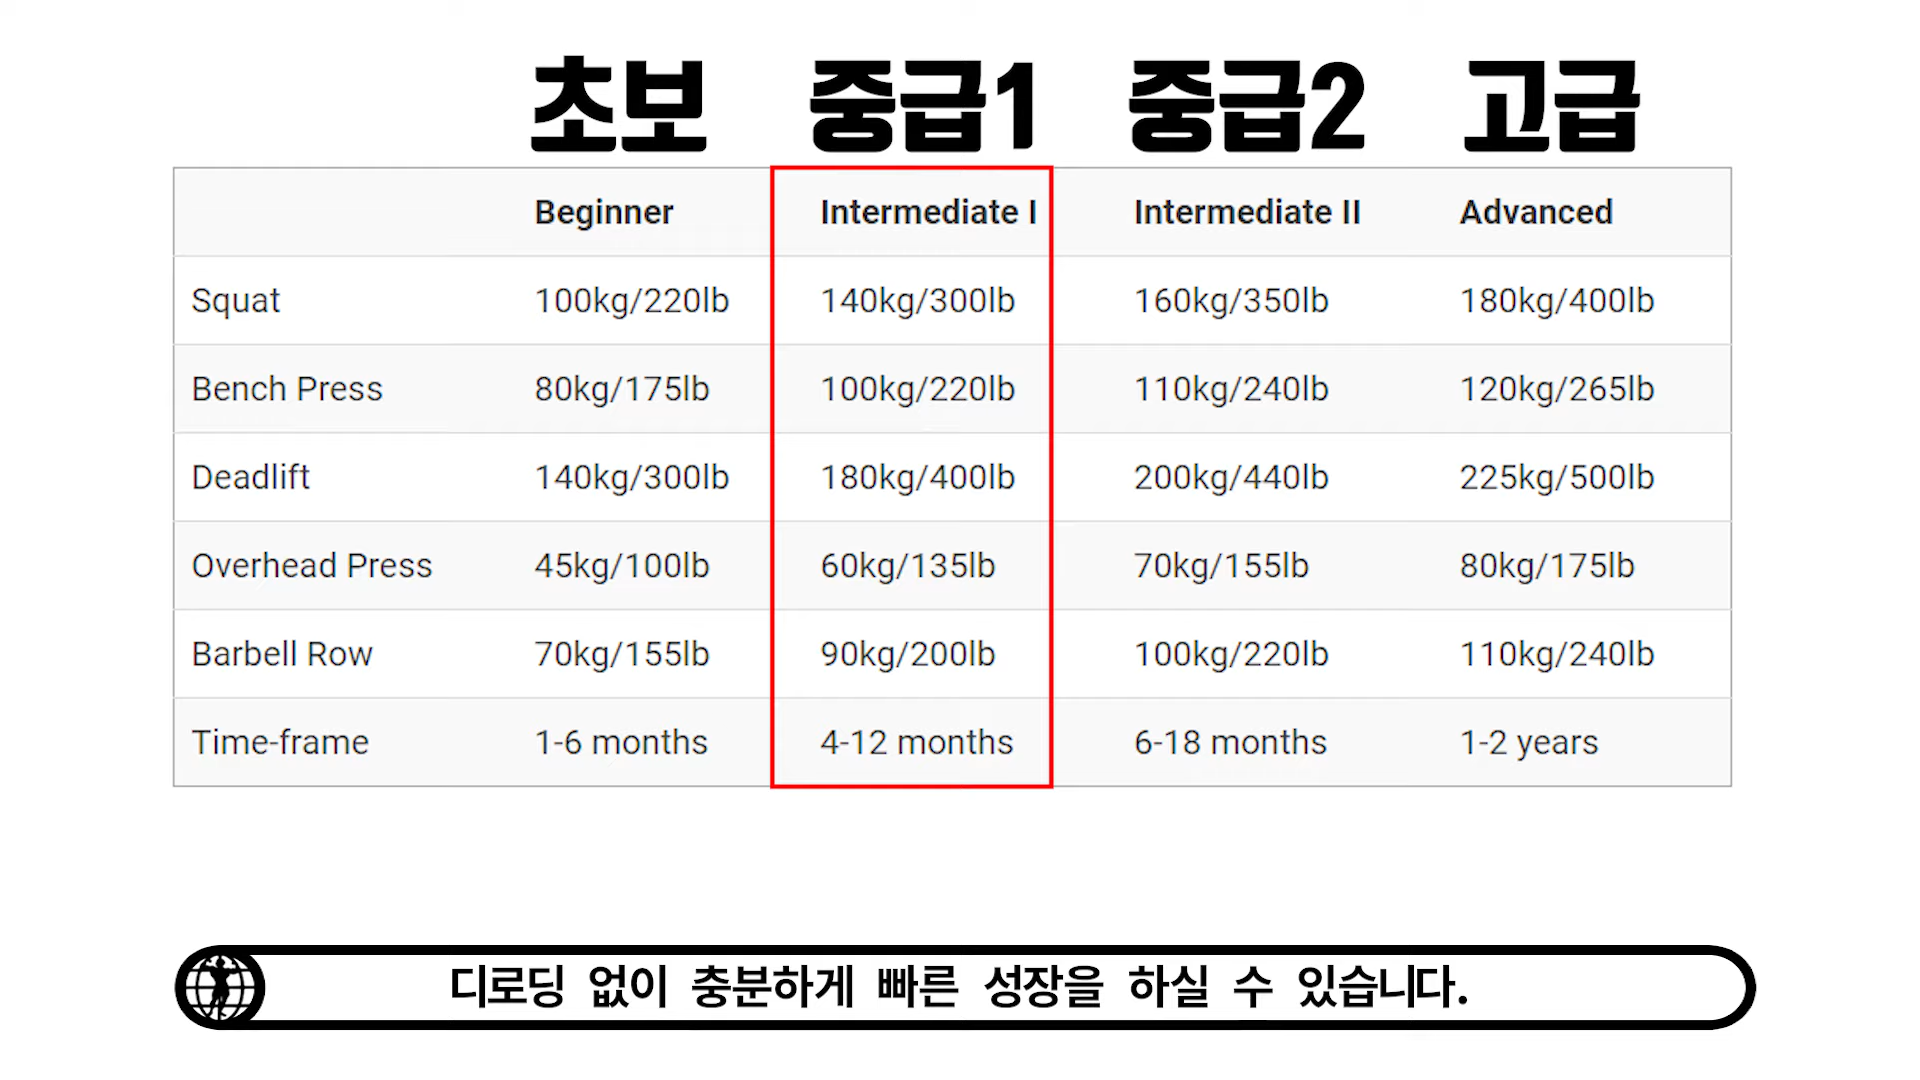 초보 중급1 중급2 고급
Beginner Intermediate I Intermediate II Advanced
Squat 100kg/220lb 140kg/300lb 160kg/350lb 180kg/400lb
Bench Press 80kg/175lb 100kg/220lb 110kg/240lb 120kg/265lb
Deadlift 140kg/300lb 180kg/400lb 200kg/440lb 225kg/500lb
Overhead Press 45kg/100lb 60kg/135lb 70kg/155lb 80kg/175lb
Barbell Row 70kg/155lb 90kg/200lb 100kg/220lb 110kg/240lb
Time-frame 1-6 months 4-12 months 6-18 months 1-2 years
디로딩 없이 충분하게 빠른 성장을 하실 수 있습니다.